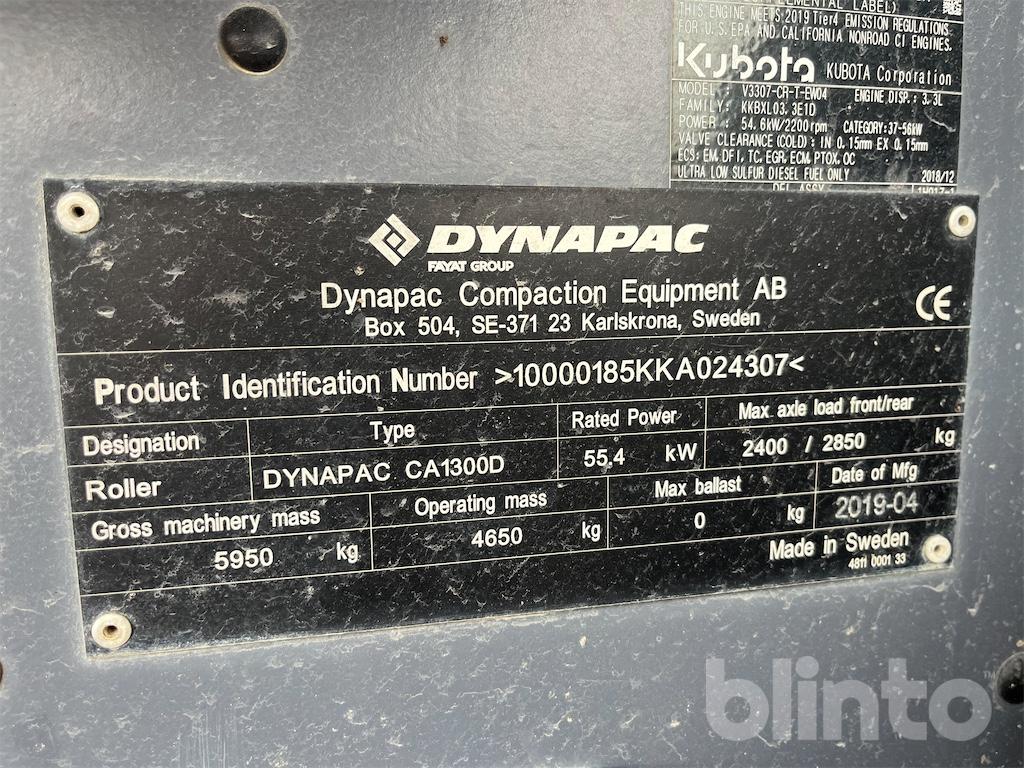 EMENTAL LABEL)
THIS ENGINE MEETS 2019 Tier4 EMISSION REGULATIONS
FOR U.S. EPA AND CALIFORNIA NONROAD CI ENGINES.
Kubota KUBOTA Corporation
MODEL: V3307-CR-T-EW04 ENGINE DISP.: 3.3L
FAMILY: KKBXL03.3E1D
POWER: 54.6kW/2200rpm CATEGORY:37-56kW
VALVE CLEARANCE(COLD): IN 0.15mm EX 0.15mm
ECS: EM, DFI, TC, EGR, ECM, PTOX, OC
ULTRA LOW SULFUR DIESEL FUEL ONLY 2018/12
DYNAPAC
FAYAT GROUP
Dynapac Compaction Equipment AB
Box 504, SE-371 23 Karlskrona, Sweden
CE
Product Identification Number >10000185KKA024307<
Designation Type Rated Power Max axle load front/rear
Roller DYNAPAC CA1300D 55,4 kW 2400 / 2850 kg
Gross machinery mass Operating mass Max ballast Date of Mfg
5950 kg 4650 kg 0 kg 2019-04
Made in Sweden
4811 0001 33
blinto